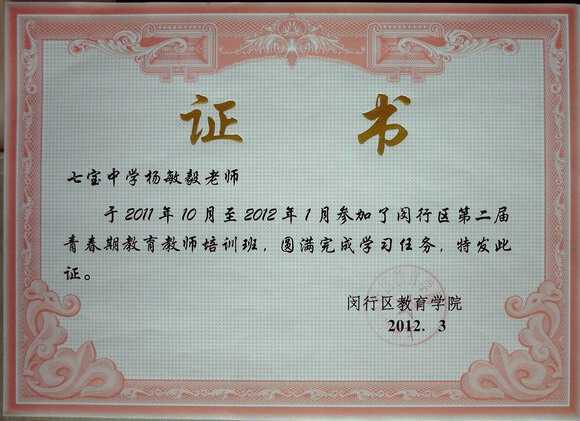 证 书
七宝中学杨敏毅老师
于2011年10月至2012年1月参加了闵行区第二届
青春期教育教师培训班，圆满完成学习任务，特发此
证。
闵行区教育学院
2012. 3